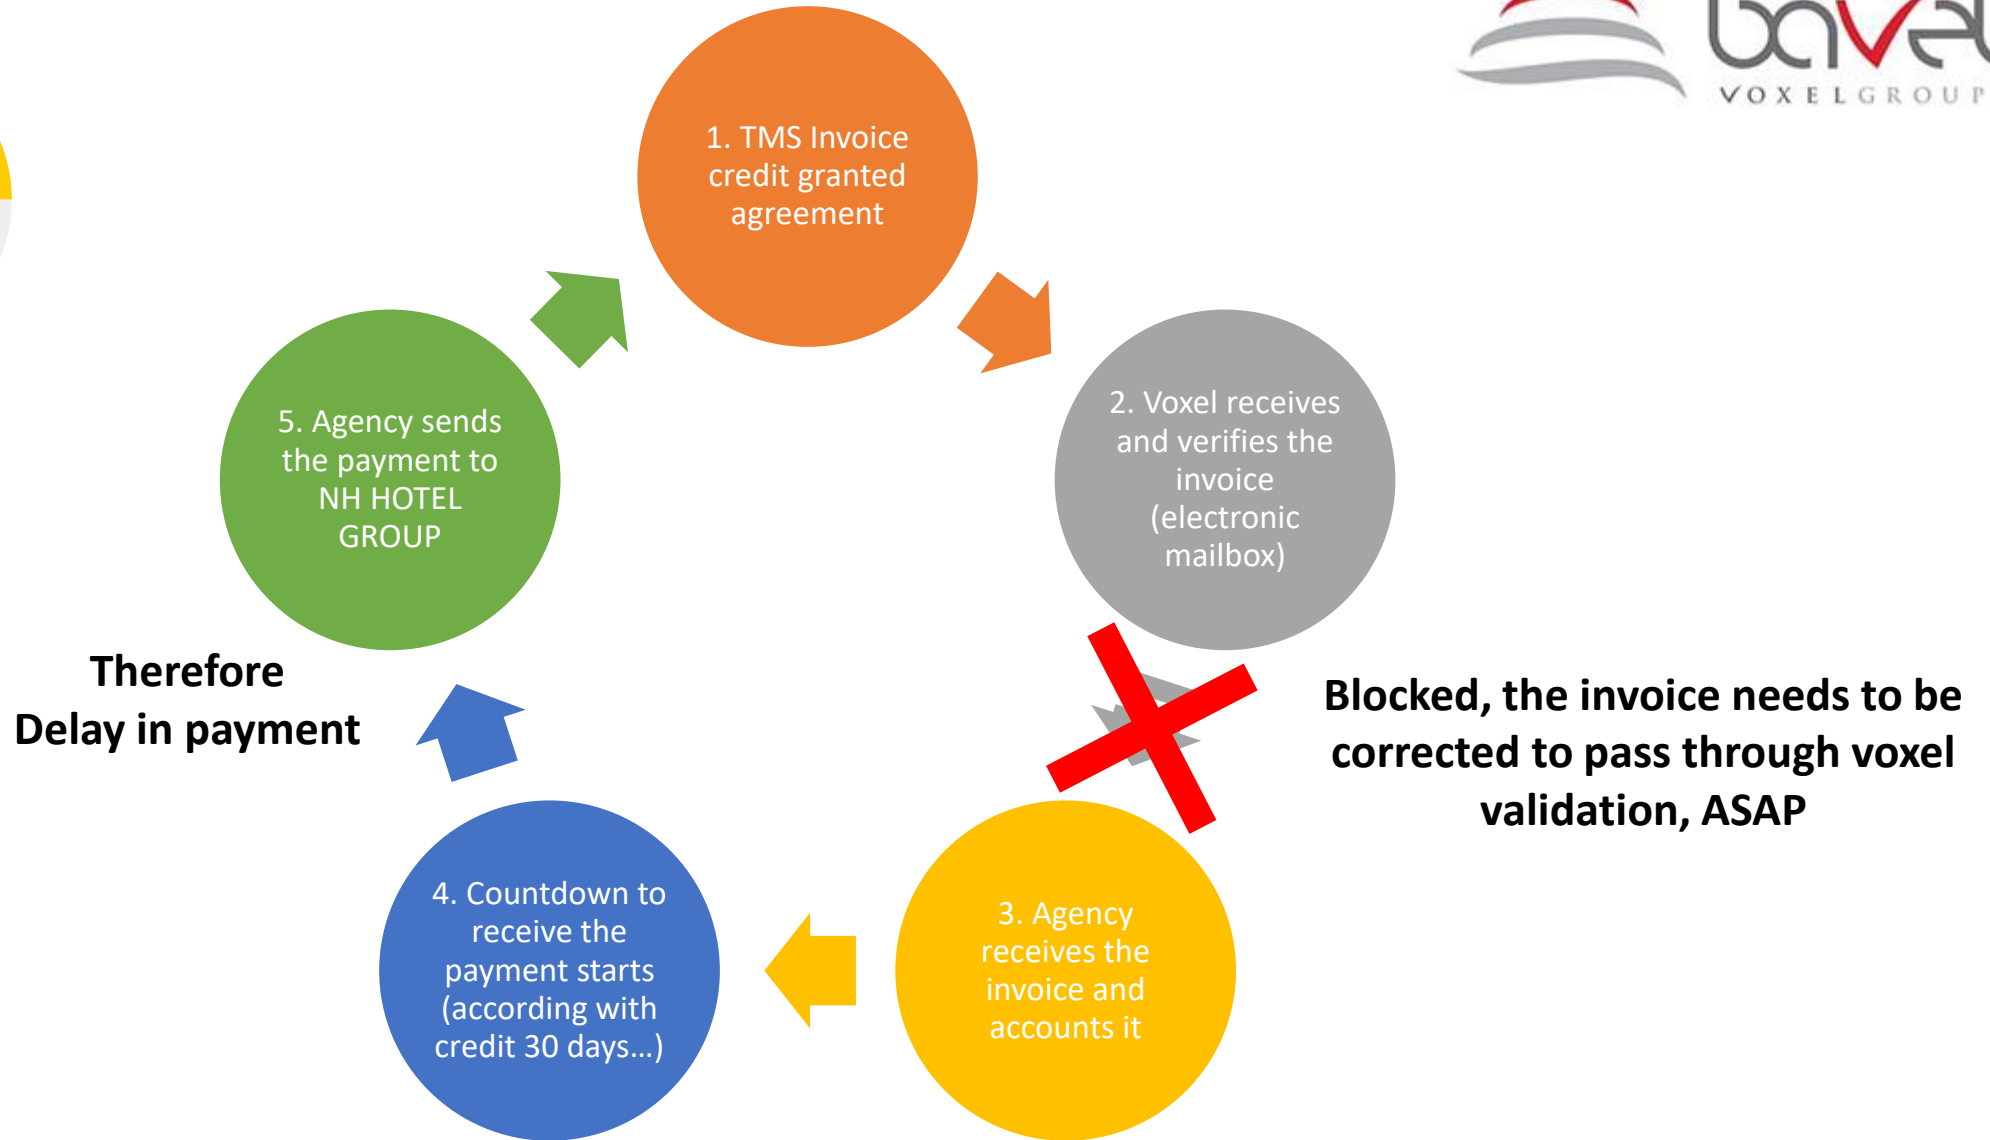 bavel
VOXELGROUP
1. TMS Invoice
credit granted
agreement
2. Voxel receives
and verifies the
invoice
(electronic
mailbox)
Blocked, the invoice needs to be
corrected to pass through voxel
validation, ASAP
3. Agency
receives the
invoice and
accounts it
4. Countdown to
receive the
payment starts
(according with
credit 30 days...)
Therefore
Delay in payment
5. Agency sends
the payment to
NH HOTEL
GROUP